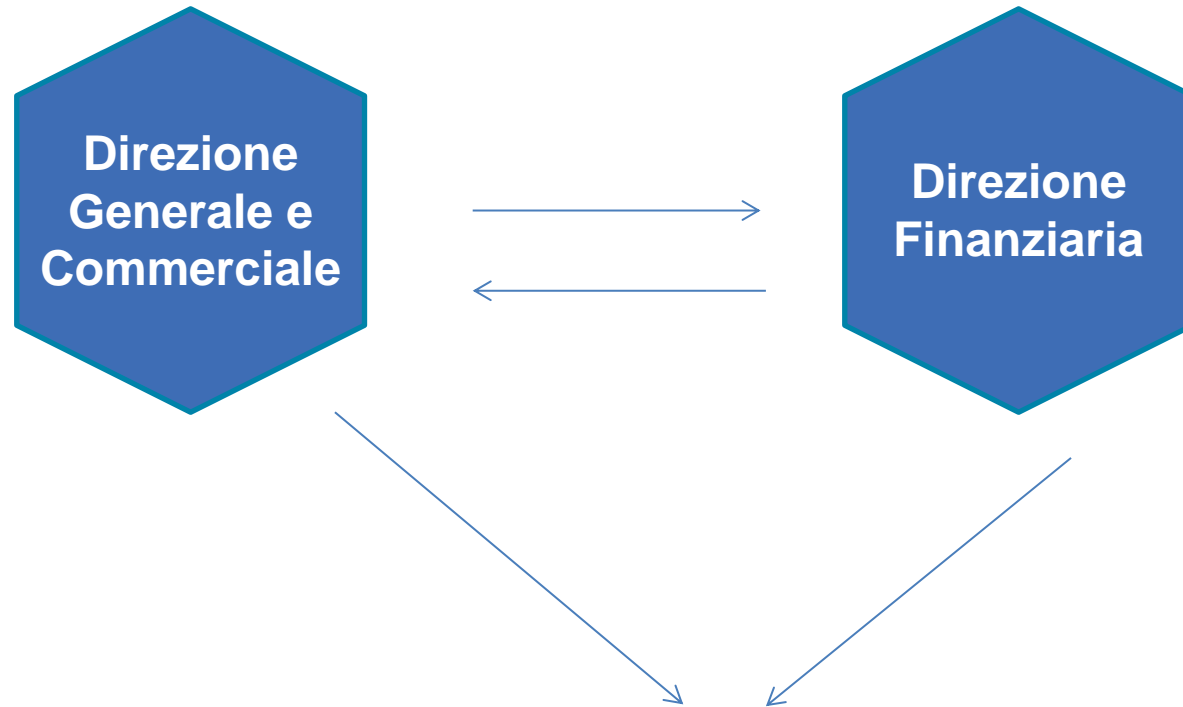 Direzione
Generale e
Commerciale
Direzione
Finanziaria